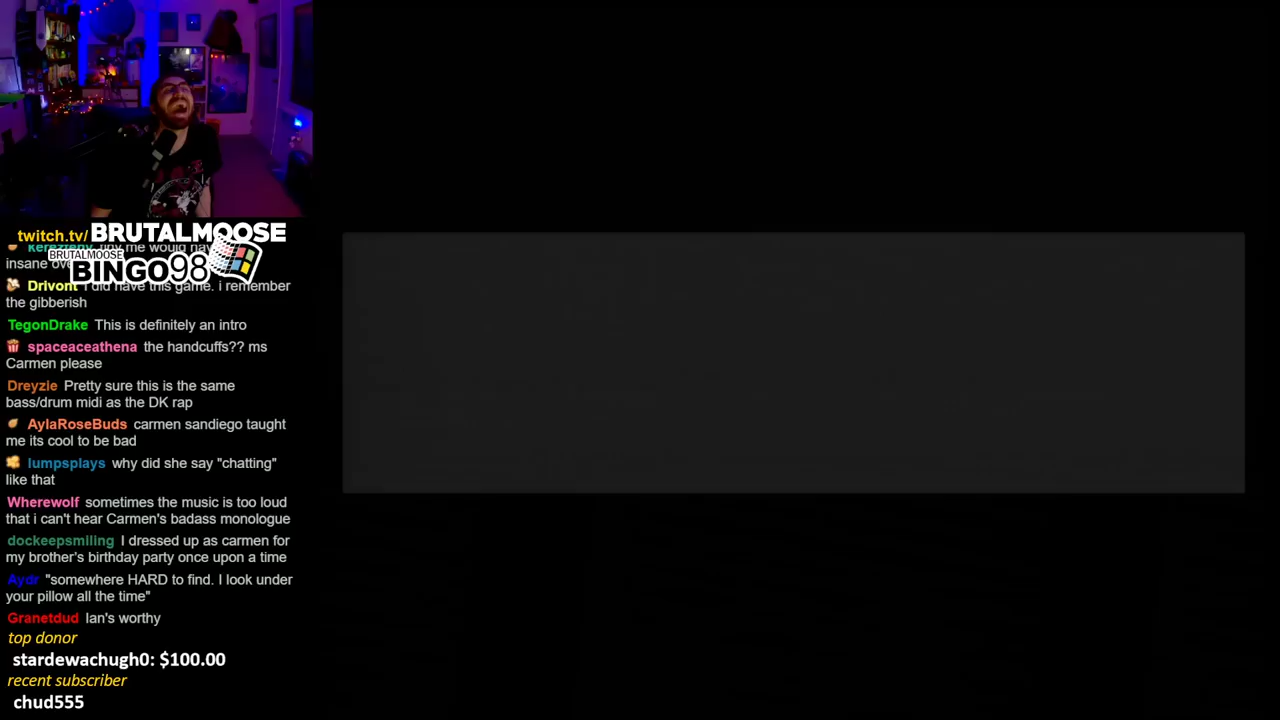 twitch.tv/BRUTALMOOSE
BRUTALMOOSE
BINGO98
me would
insane
Drivont I did have this game. i remember
the gibberish
TegonDrake This is definitely an intro
spaceaceathena the handcuffs?? ms
Carmen please
Dreyzie Pretty sure this is the same
bass/drum midi as the DK rap
AylaRoseBuds carmen sandiego taught
me its cool to be bad
lumpsplays why did she say "chatting"
like that
Wherewolf sometimes the music is too loud
that i can't hear Carmen's badass monologue
dockeepsmiling I dressed up as carmen for
my brother's birthday party once upon a time
Aydr "somewhere HARD to find. I look under
your pillow all the time"
Granetdud Ian's worthy
top donor
stardewachugh0: $100.00
recent subscriber
chud555